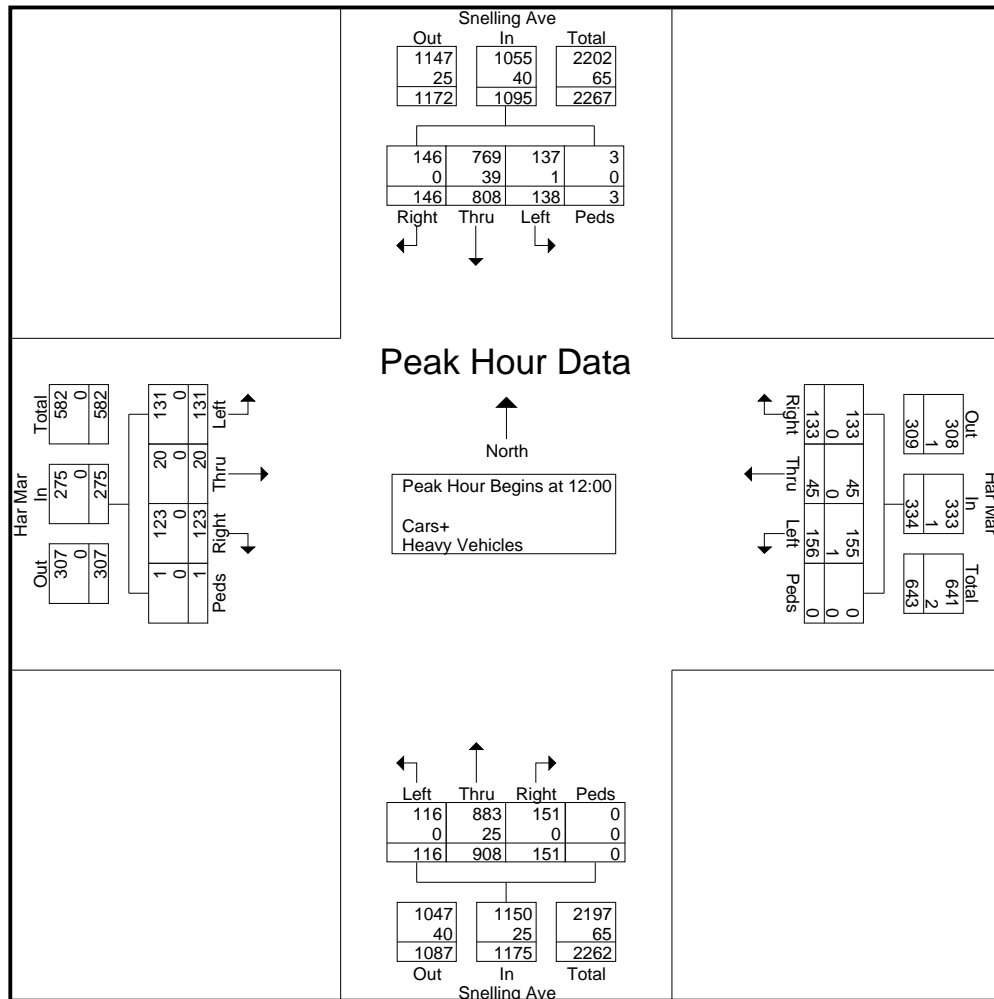 Snelling Ave
Out In Total
1147 1055 2202
25 40 65
1172 1095 2267
146 769 137 3
0 39 1 0
146 808 138 3
Right Thru Left Peds
Peak Hour Data
North
Peak Hour Begins at 12:00
Cars+
Heavy Vehicles
Har Mar
Out In Total
307 275 582
0 0 0
307 275 582
1 123 20 131
0 0 0 0
1 123 20 131
Peds Right Thru Left
Har Mar
Out In Total
308 333 641
1 1 2
309 334 643
133 45 155 0
0 0 1 0
133 45 156 0
Right Thru Left Peds
Left Thru Right Peds
116 883 151 0
0 25 0 0
116 908 151 0
1047 1150 2197
40 25 65
1087 1175 2262
Out In Total
Snelling Ave